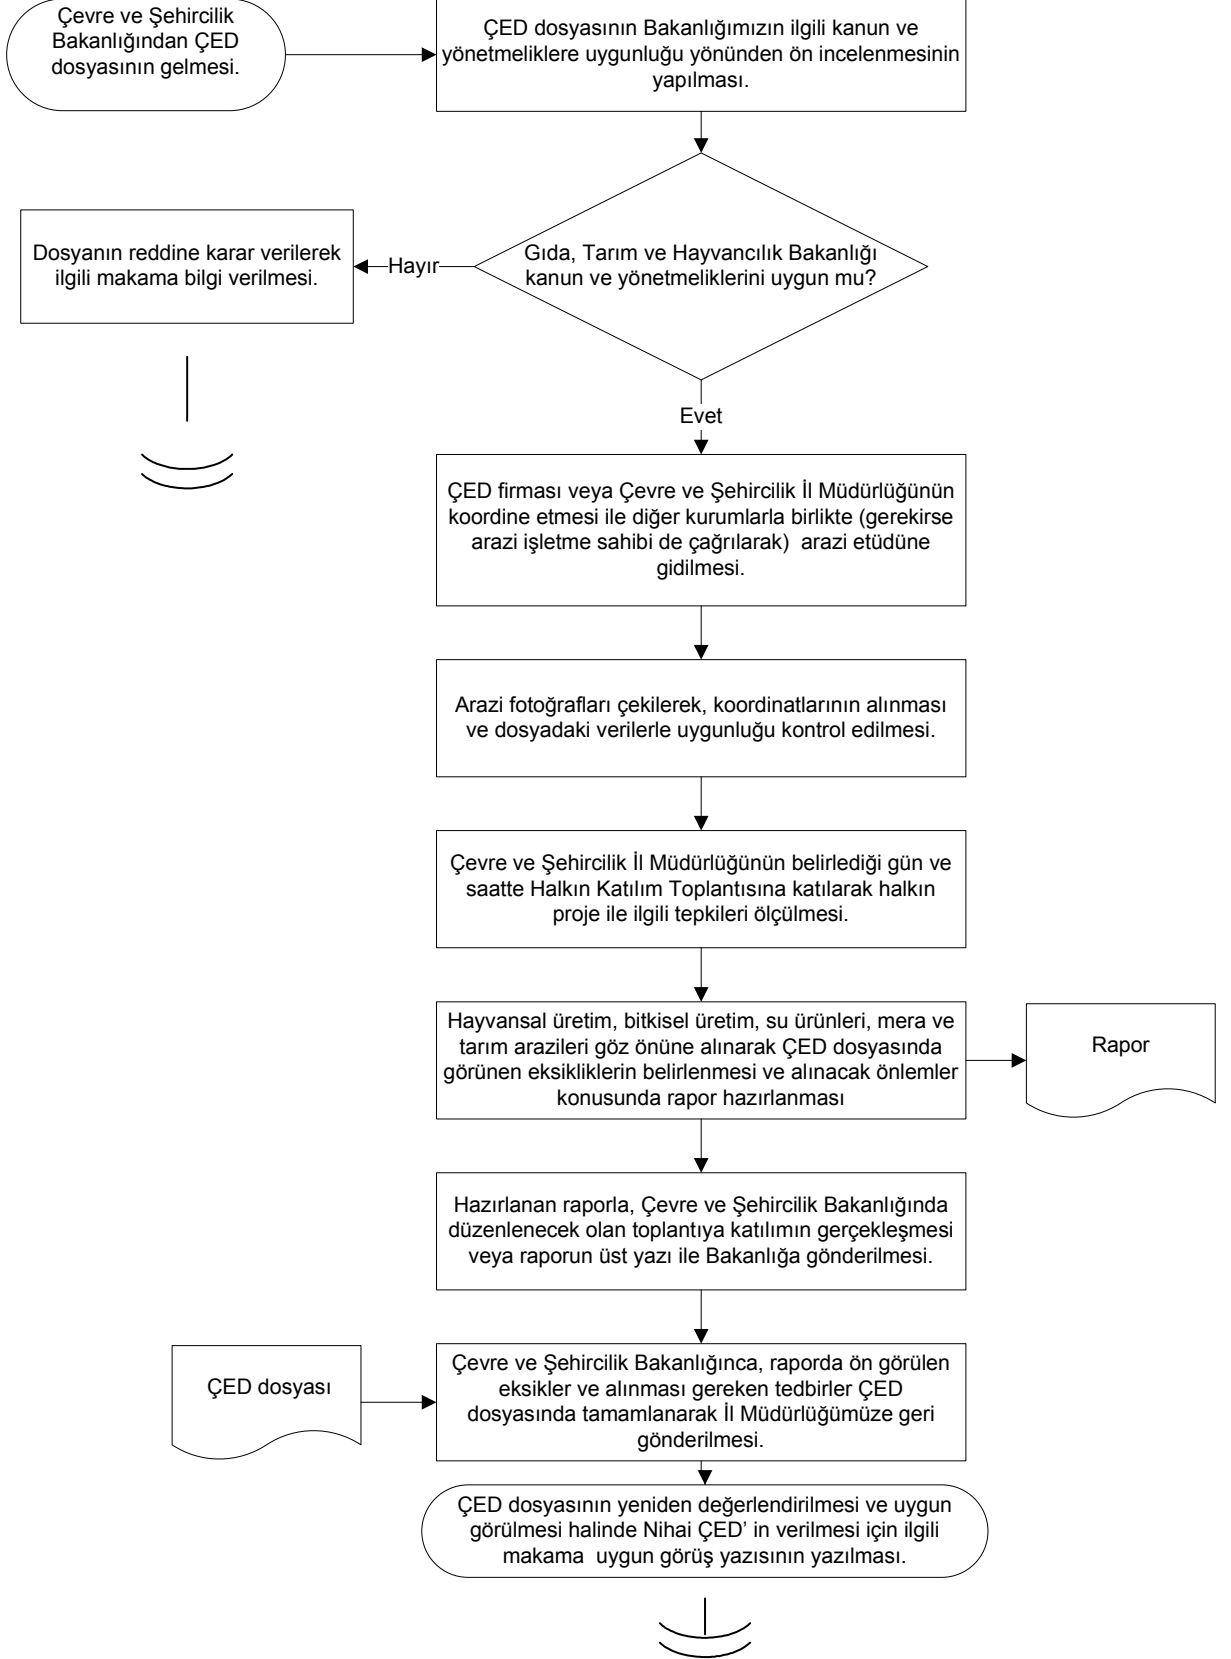 Çevre ve Şehircilik
Bakanlığından ÇED
dosyasının gelmesi.
ÇED dosyasının Bakanlığımızın ilgili kanun ve
yönetmeliklere uygunluğu yönünden ön incelenmesinin
yapılması.
Gıda, Tarım ve Hayvancılık Bakanlığı
kanun ve yönetmeliklerini uygun mu?
Hayır
Dosyanın reddine karar verilerek
ilgili makama bilgi verilmesi.
Evet
ÇED firması veya Çevre ve Şehircilik İl Müdürlüğünün
koordine etmesi ile diğer kurumlarla birlikte (gerekirse
arazi işletme sahibi de çağrılarak) arazi etüdüne
gidilmesi.
Arazi fotoğrafları çekilerek, koordinatlarının alınması
ve dosyadaki verilerle uygunluğu kontrol edilmesi.
Çevre ve Şehircilik İl Müdürlüğünün belirlediği gün ve
saatte Halkın Katılım Toplantısına katılarak halkın
proje ile ilgili tepkileri ölçülmesi.
Hayvansal üretim, bitkisel üretim, su ürünleri, mera ve
tarım arazileri göz önüne alınarak ÇED dosyasında
görünen eksikliklerin belirlenmesi ve alınacak önlemler
konusunda rapor hazırlanması
Rapor
Hazırlanan raporla, Çevre ve Şehircilik Bakanlığında
düzenlenecek olan toplantıya katılımın gerçekleşmesi
veya raporun üst yazı ile Bakanlığa gönderilmesi.
ÇED dosyası
Çevre ve Şehircilik Bakanlığınca, raporda ön görülen
eksikler ve alınması gereken tedbirler ÇED
dosyasında tamamlanarak İl Müdürlüğümüze geri
gönderilmesi.
ÇED dosyasının yeniden değerlendirilmesi ve uygun
görülmesi halinde Nihai ÇED’ in verilmesi için ilgili
makama uygun görüş yazısının yazılması.